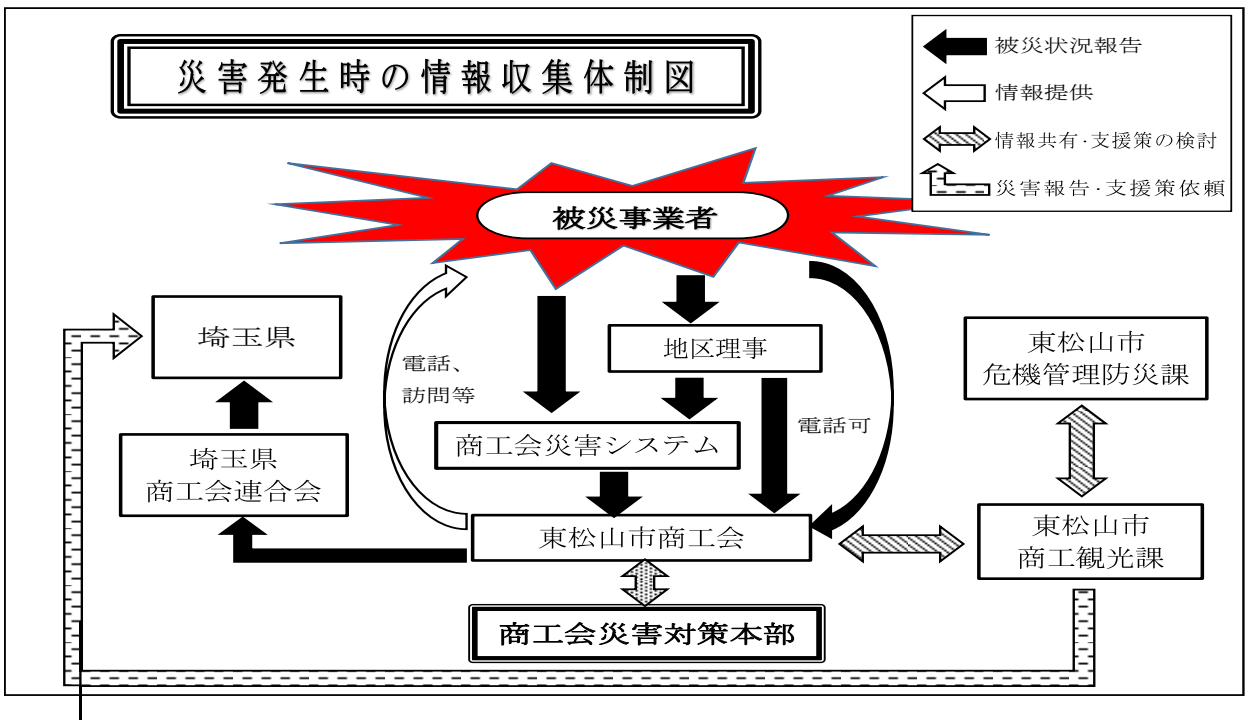 災害発生時の情報収集体制図
被災状況報告
情報提供
情報共有・支援策の検討
災害報告・支援策依頼
被災事業者
埼玉県
地区理事
東松山市
危機管理防災課
電話、
訪問等
電話可
商工会災害システム
埼玉県
商工会連合会
東松山市商工会
東松山市
商工観光課
商工会災害対策本部